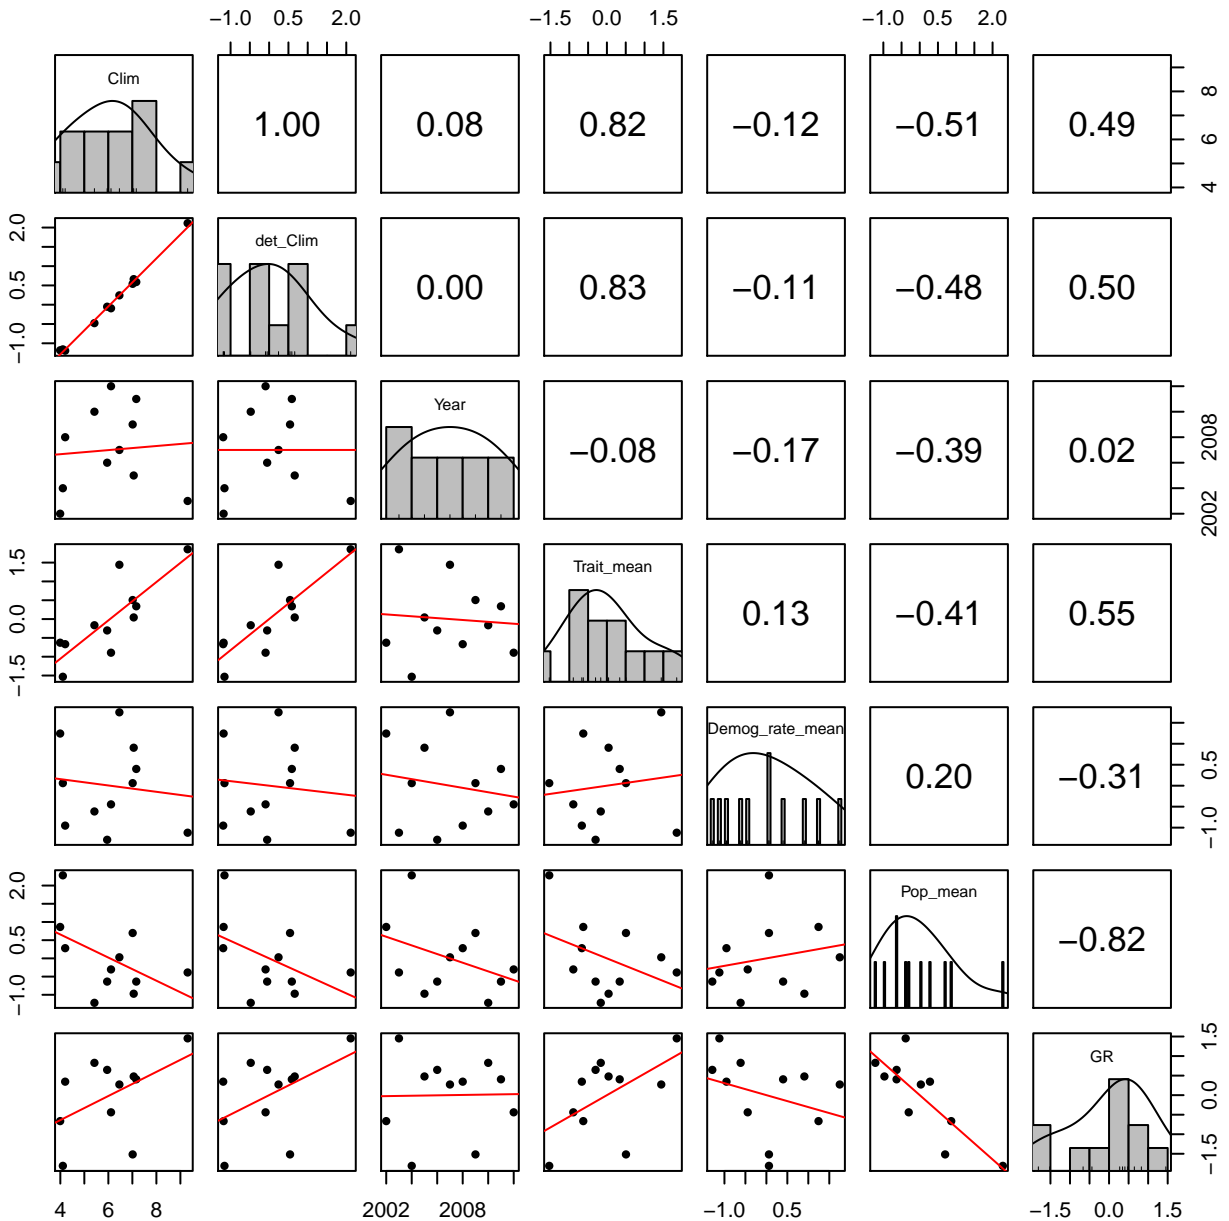 −1.0 0.5 2.0 −1.5 0.0 1.5 −1.0 0.5 2.0
Clim
1.00 0.08 0.82 −0.12 −0.51 0.49
4 6 8
−1.0 0.5 2.0
det_Clim
0.00 0.83 −0.11 −0.48 0.50
Year
−0.08 −0.17 −0.39 0.02
2002 2008
−1.5 0.0 1.5
Trait_mean
0.13 −0.41 0.55
Demog_rate_mean
0.20 −0.31
−1.0 0.5
−1.0 0.5 2.0
Pop_mean
−0.82
GR
−1.5 0.0 1.5
4 6 8 2002 2008 −1.0 0.5 −1.5 0.0 1.5